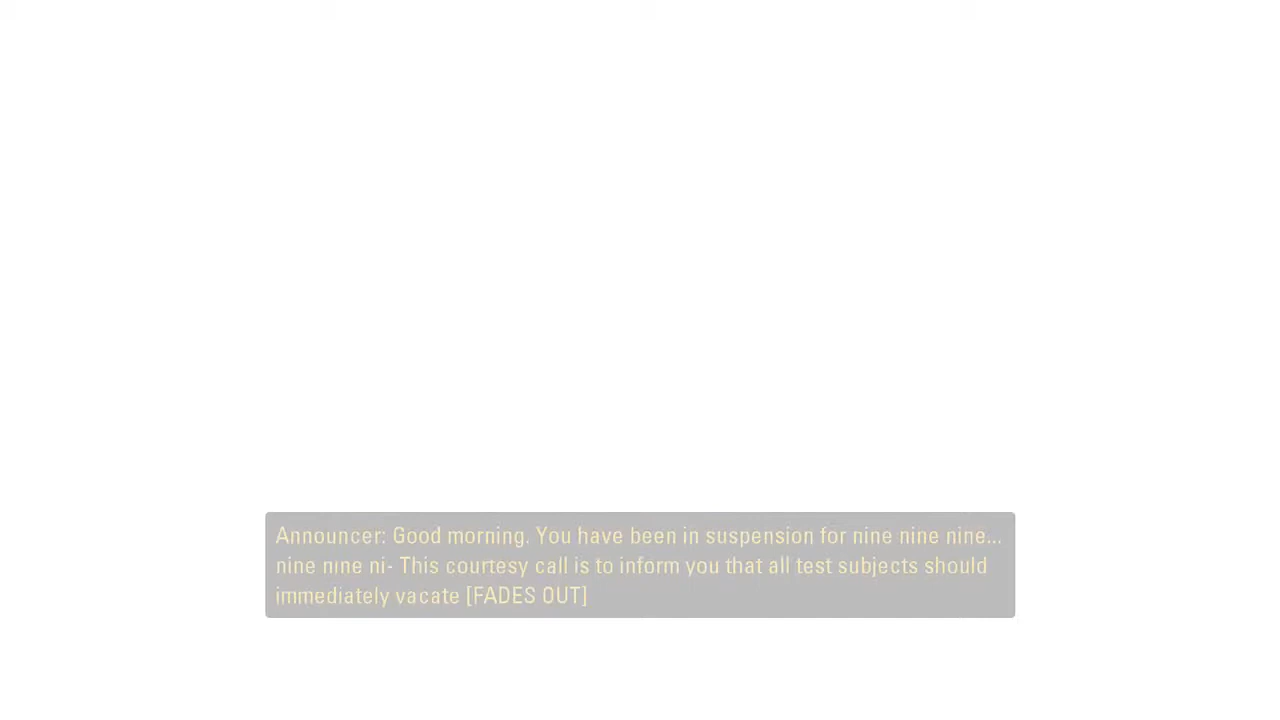 Announcer: Good morning. You have been in suspension for nine nine nine...
nine nine ni- This courtesy call is to inform you that all test subjects should
immediately vacate [FADES OUT]